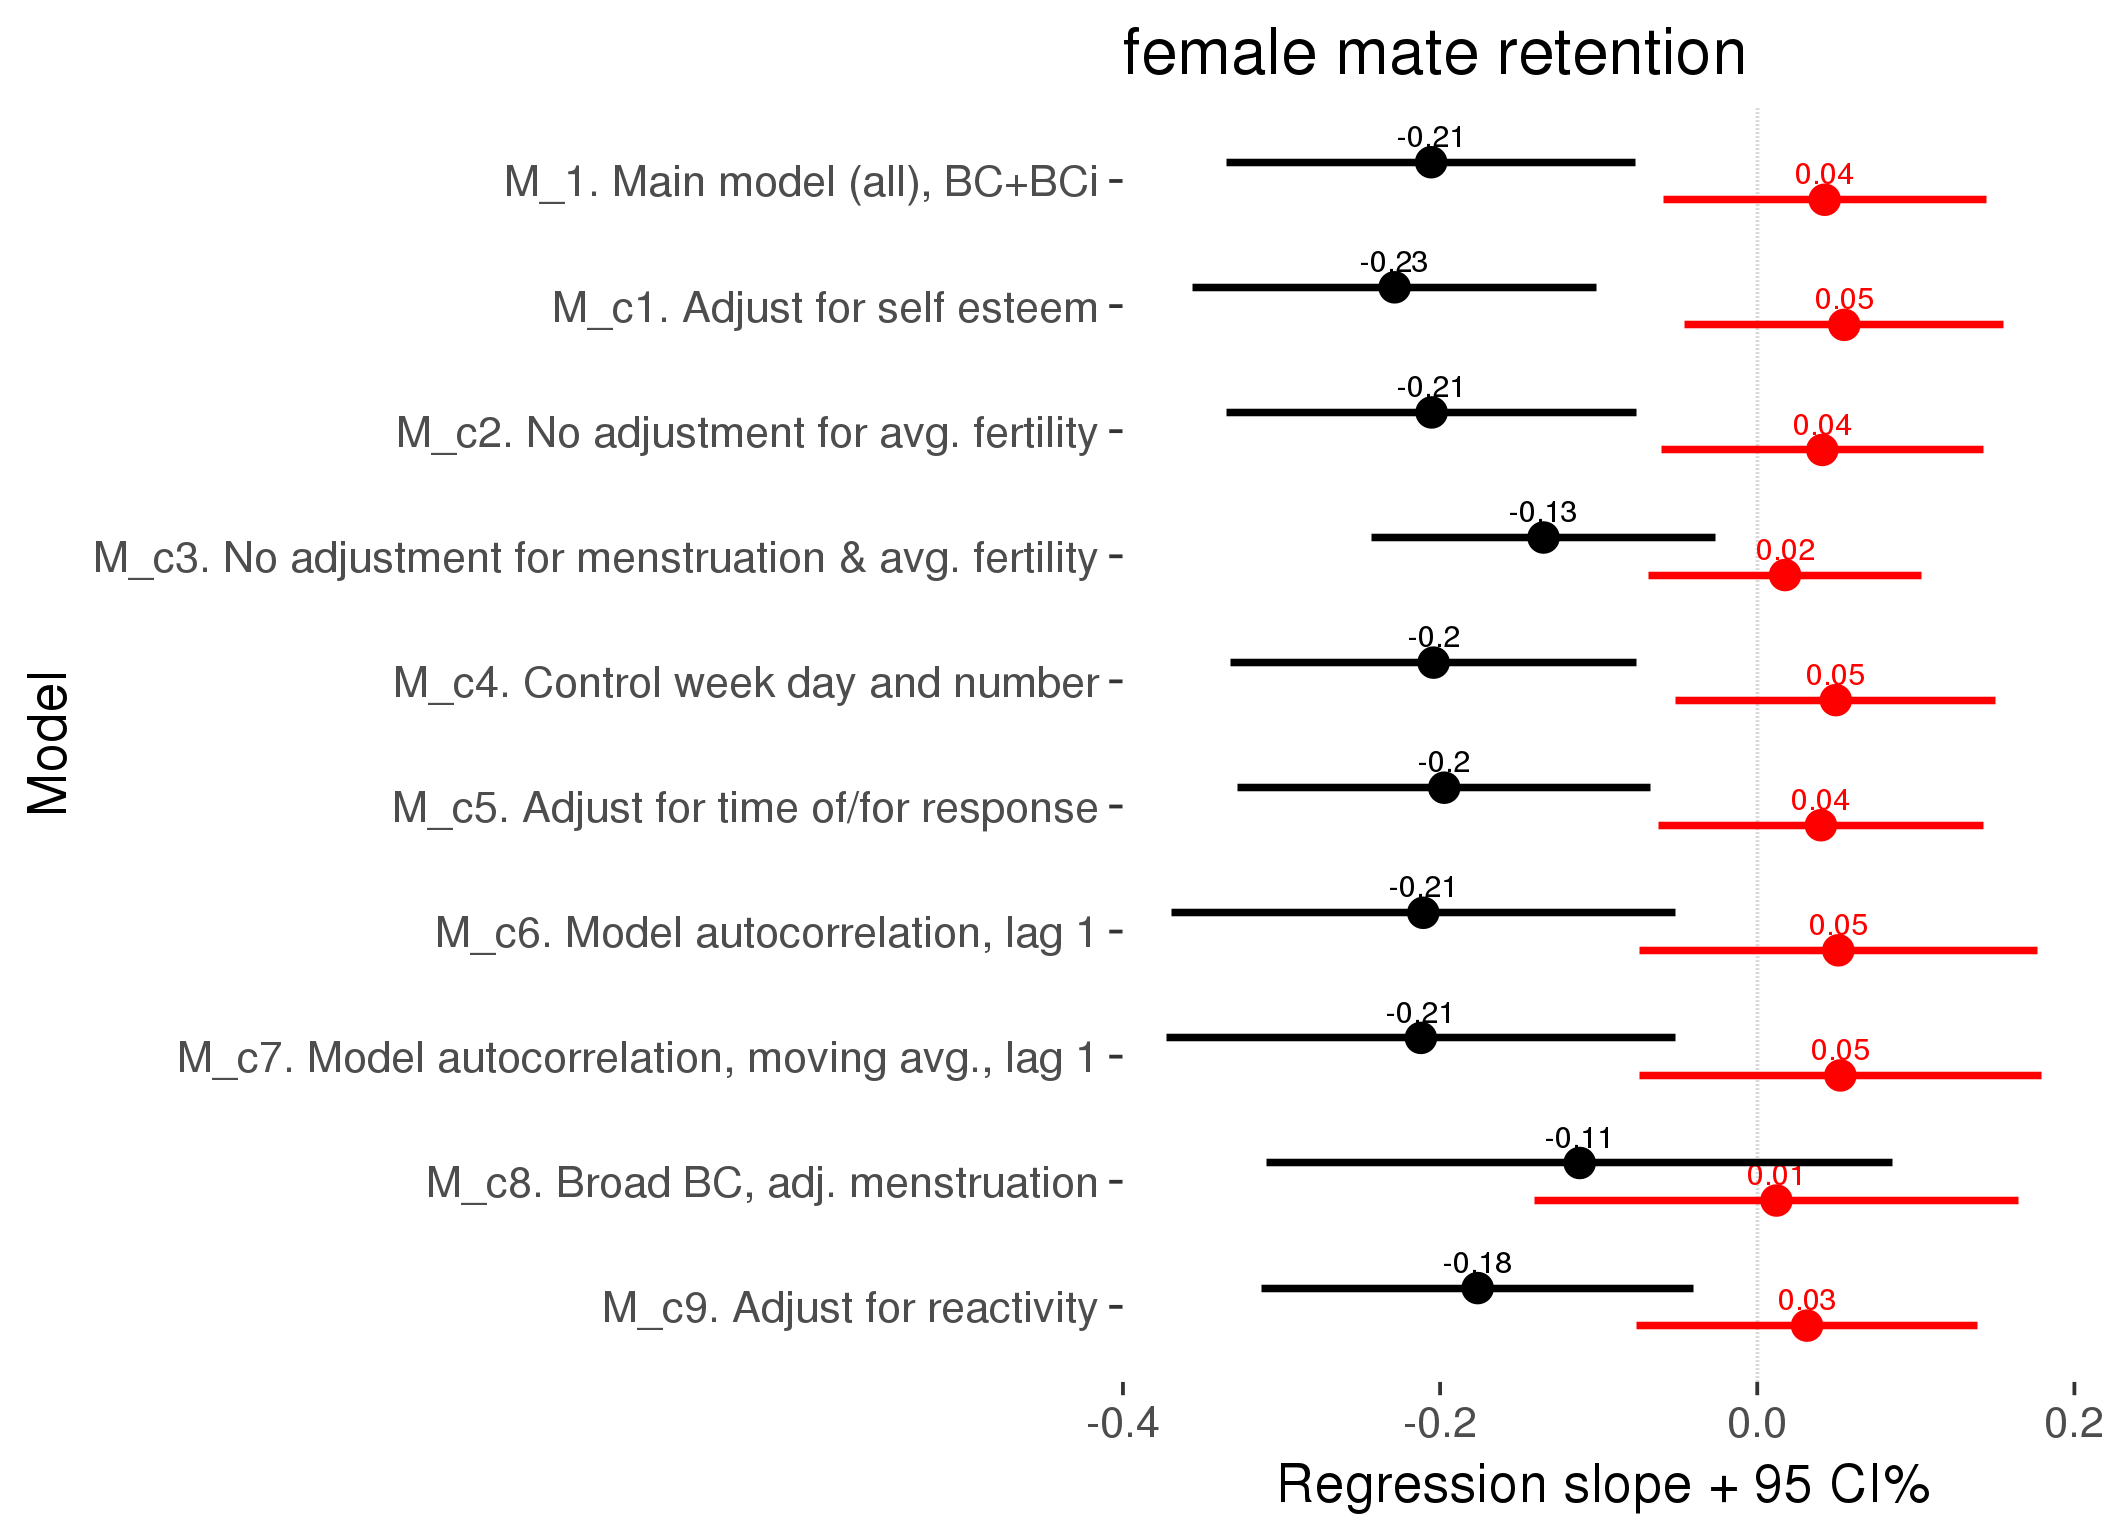 female mate retention
M_1. Main model (all), BC+BCi
-0.21
0.04
M_c1. Adjust for self esteem
-0.23
0.05
M_c2. No adjustment for avg. fertility
-0.21
0.04
M_c3. No adjustment for menstruation & avg. fertility
-0.13
0.02
M_c4. Control week day and number
-0.2
0.05
M_c5. Adjust for time of/for response
-0.2
0.04
M_c6. Model autocorrelation, lag 1
-0.21
0.05
M_c7. Model autocorrelation, moving avg., lag 1
-0.21
0.05
M_c8. Broad BC, adj. menstruation
-0.11
0.01
M_c9. Adjust for reactivity
-0.18
0.03
Model
-0.4 -0.2 0.0 0.2
Regression slope + 95 CI%